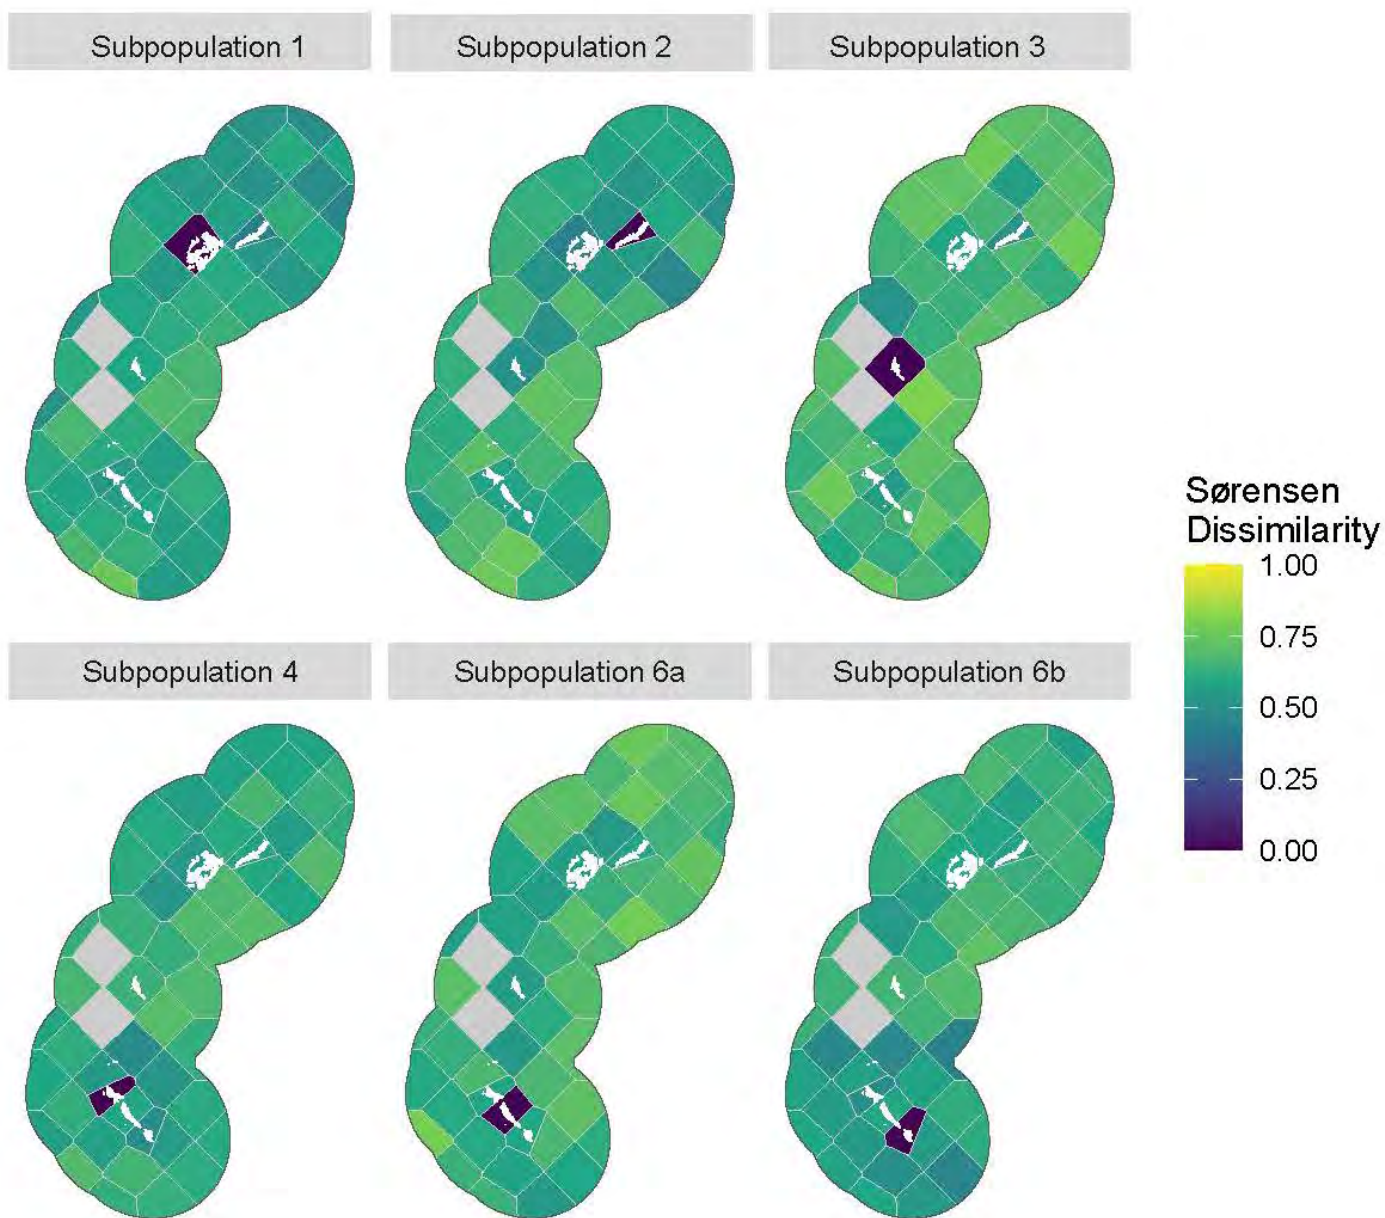 Subpopulation 1
Subpopulation 2
Subpopulation 3
Subpopulation 4
Subpopulation 6a
Subpopulation 6b
Sørensen
Dissimilarity
1.00
0.75
0.50
0.25
0.00